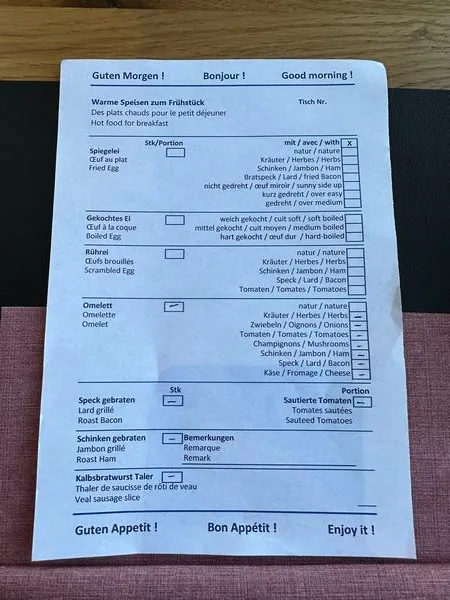 Guten Morgen ! Bonjour ! Good morning !
Warme Speisen zum Frühstück Tisch Nr.
Des plats chauds pour le petit déjeuner
Hot food for breakfast
Stk/Portion mit / avec / with X
Spiegelei natur / nature
Œuf au plat Kräuter / Herbes / Herbs
Fried Egg Schinken / Jambon / Ham
Bratspeck / Lard / fried Bacon
nicht gedreht / œuf miroir / sunny side up
kurz gedreht / over easy
gedreht / over medium
Gekochtes Ei weich gekocht / cuit soft / soft boiled
Œuf à la coque mittel gekocht / cuit moyen / medium boiled
Boiled Egg hart gekocht / œuf dur / hard-boiled
Rührei natur / nature
Œufs brouillés Kräuter / Herbes / Herbs
Scrambled Egg Schinken / Jambon / Ham
Speck / Lard / Bacon
Tomaten / Tomates / Tomatoes
Omelett – natur / nature
Omelette Kräuter / Herbes / Herbs –
Omelet Zwiebeln / Oignons / Onions –
Tomaten / Tomates / Tomatoes –
Champignons / Mushrooms –
Schinken / Jambon / Ham –
Speck / Lard / Bacon –
Käse / Fromage / Cheese –
Stk Portion
Speck gebraten – Sautierte Tomaten –
Lard grillé Tomates sautées
Roast Bacon Sauteed Tomatoes
Schinken gebraten – Bemerkungen
Jambon grillé Remarque
Roast Ham Remark
Kalbsbratwurst Taler –
Thaler de saucisse de rôti de veau
Veal sausage slice
Guten Appetit ! Bon Appétit ! Enjoy it !